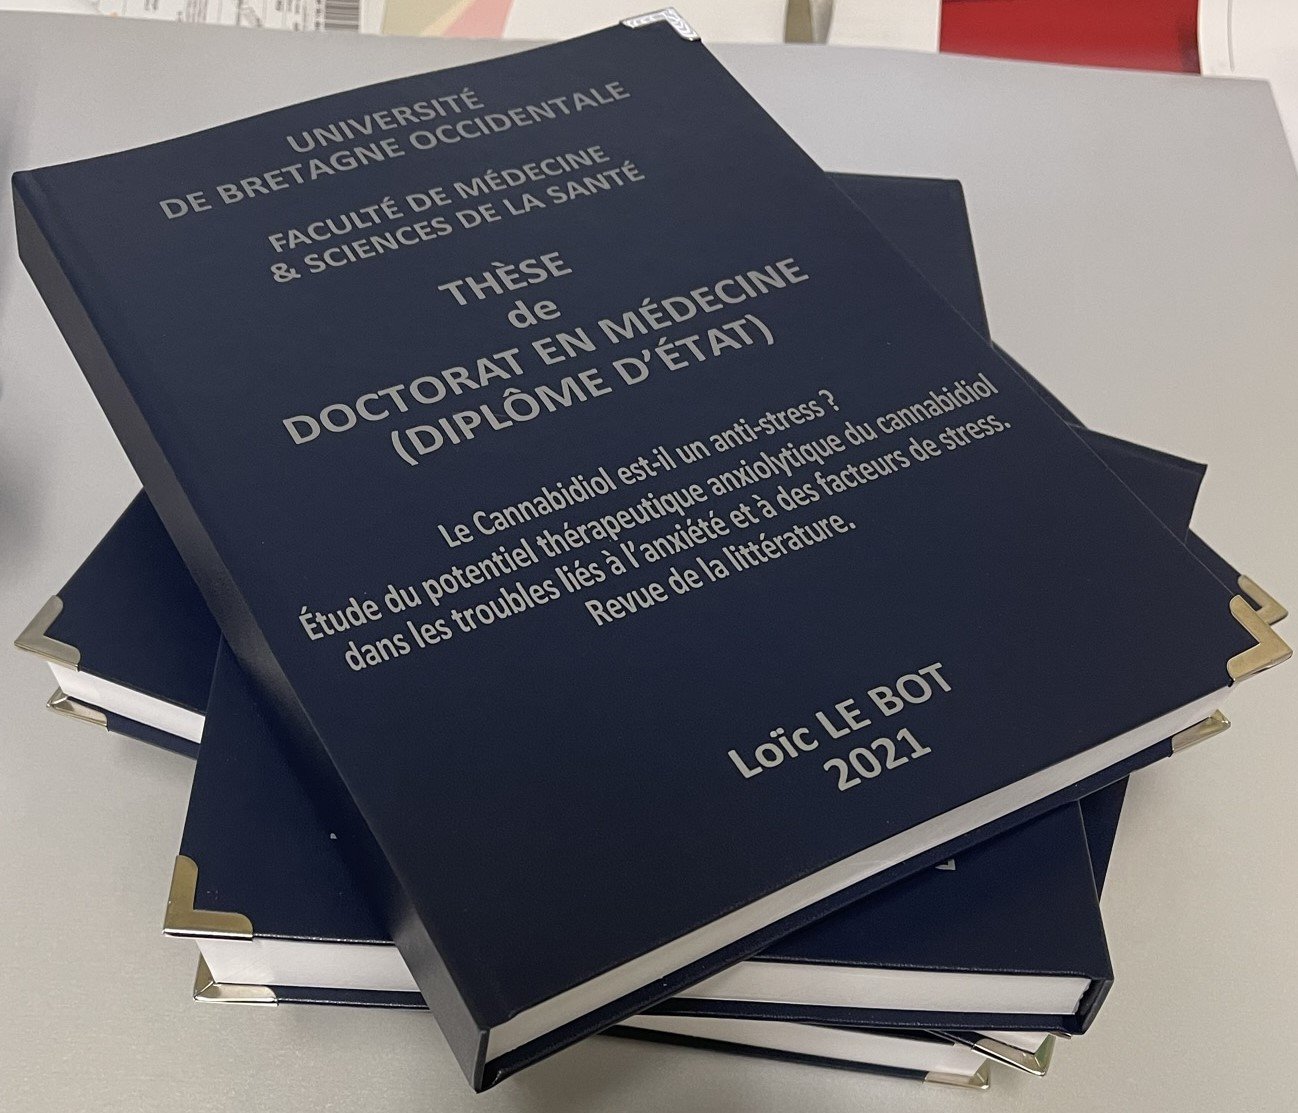 UNIVERSITÉ
DE BRETAGNE OCCIDENTALE
FACULTÉ DE MÉDECINE
& SCIENCES DE LA SANTÉ
THÈSE
de
DOCTORAT EN MÉDECINE
(DIPLÔME D'ÉTAT)
Le Cannabidiol est-il un anti-stress ?
Étude du potentiel thérapeutique anxiolytique du cannabidiol
dans les troubles liés à l'anxiété et à des facteurs de stress.
Revue de la littérature.
Loïc LE BOT
2021